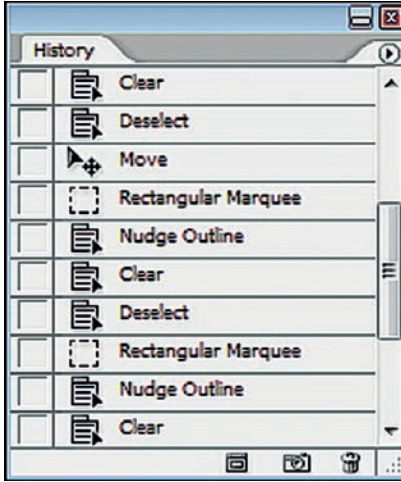 History
Clear
Deselect
Move
Rectangular Marquee
Nudge Outline
Clear
Deselect
Rectangular Marquee
Nudge Outline
Clear